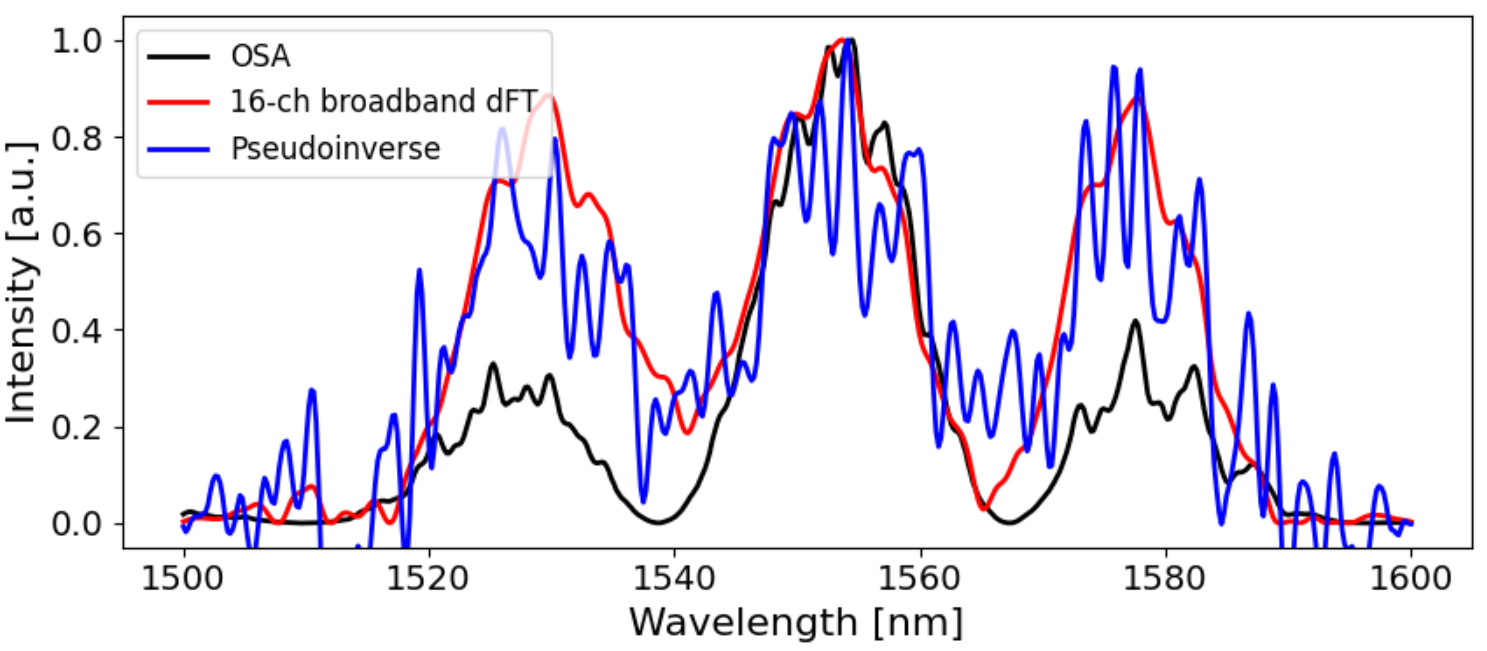 OSA
16-ch broadband dFT
Pseudoinverse
Intensity [a.u.]
1.0
0.8
0.6
0.4
0.2
0.0
1500 1520 1540 1560 1580 1600
Wavelength [nm]